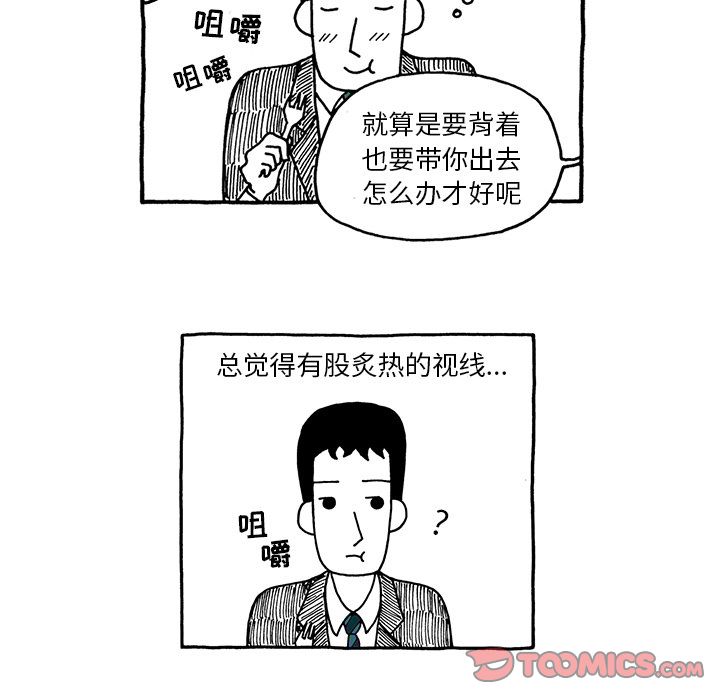 咀嚼
咀嚼
就算是要背着
也要带你出去
怎么办才好呢
总觉得有股炙热的视线...
咀
嚼
?
TOOMICS.COM